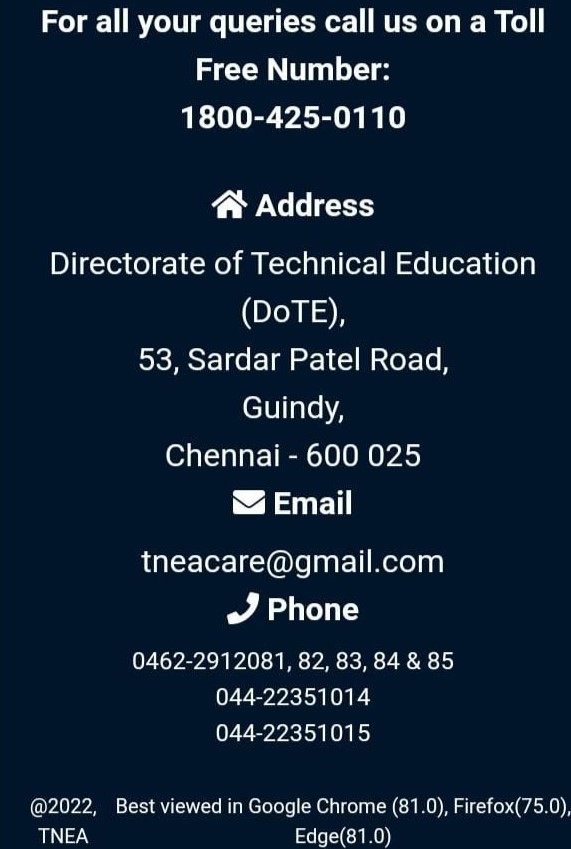 For all your queries call us on a Toll
Free Number:
1800-425-0110
Address
Directorate of Technical Education
(DoTE),
53, Sardar Patel Road,
Guindy,
Chennai - 600 025
Email
tneacare@gmail.com
Phone
0462-2912081, 82, 83, 84 & 85
044-22351014
044-22351015
@2022, Best viewed in Google Chrome (81.0), Firefox(75.0),
TNEA Edge(81.0)